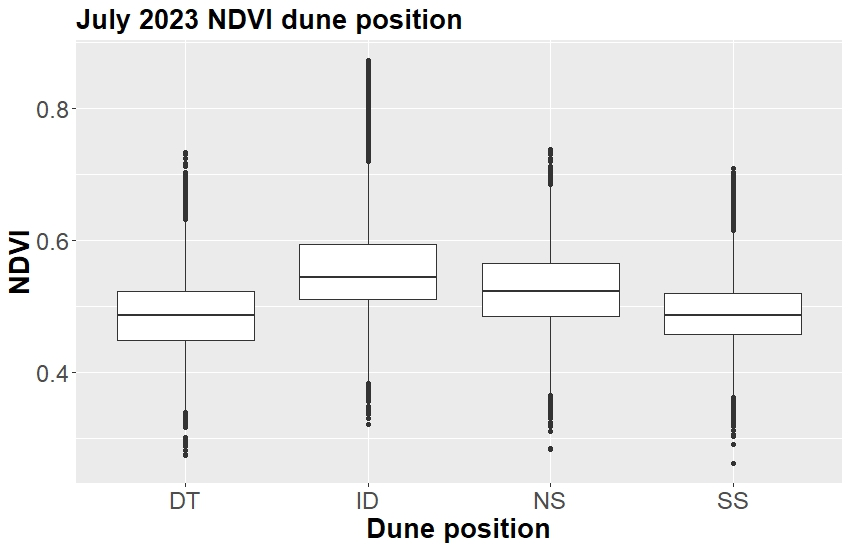 July 2023 NDVI dune position
NDVI
0.8
0.6
0.4
DT ID NS SS
Dune position